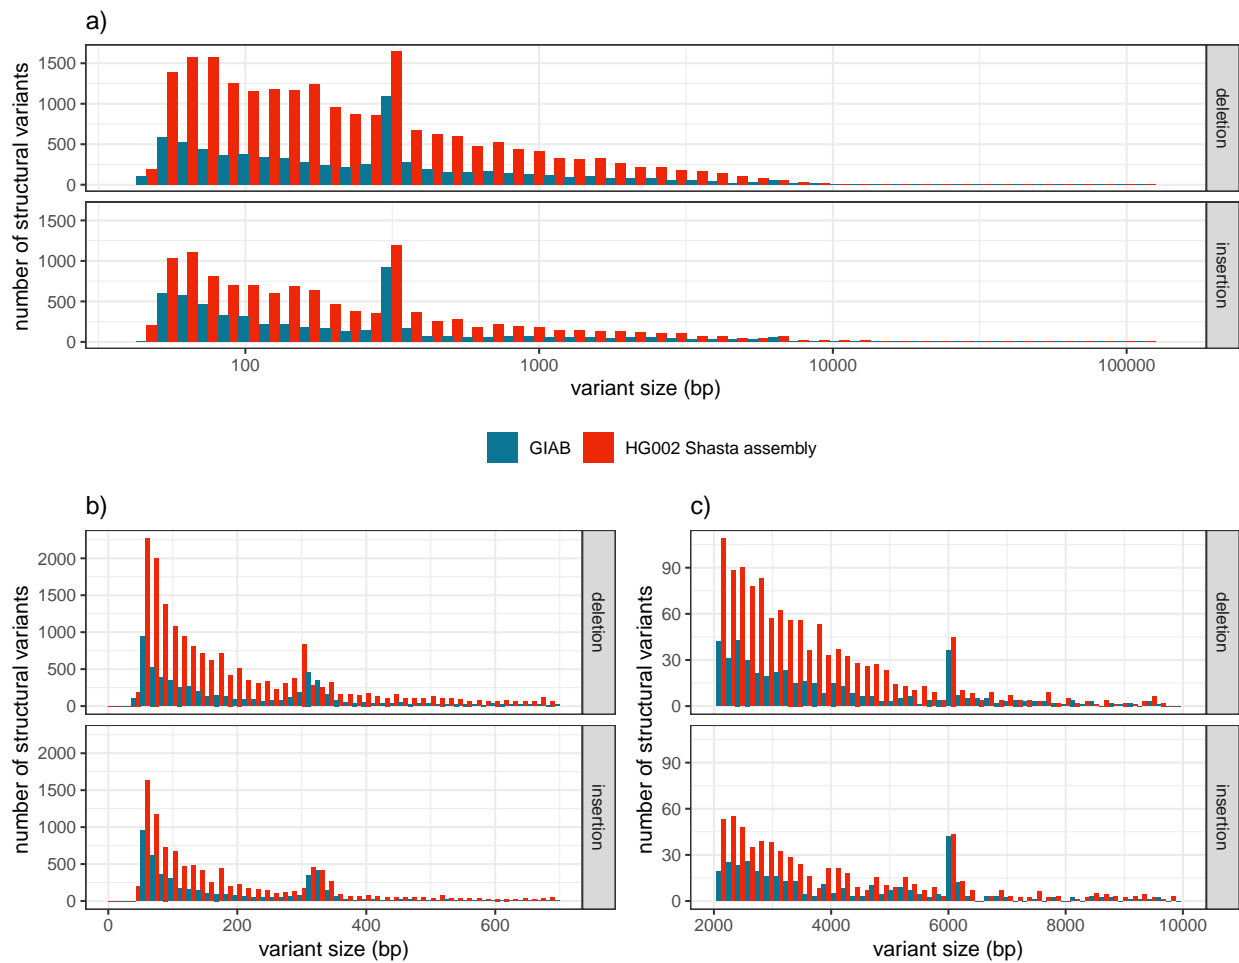 a)
number of structural variants
1500
1000
500
0
deletion
1500
1000
500
0
insertion
100
1000
10000
100000
variant size (bp)
GIAB
HG002 Shasta assembly
b)
number of structural variants
2000
1500
1000
500
0
deletion
2000
1500
1000
500
0
insertion
0
200
400
600
variant size (bp)
c)
number of structural variants
90
60
30
0
deletion
90
60
30
0
insertion
2000
4000
6000
8000
10000
variant size (bp)